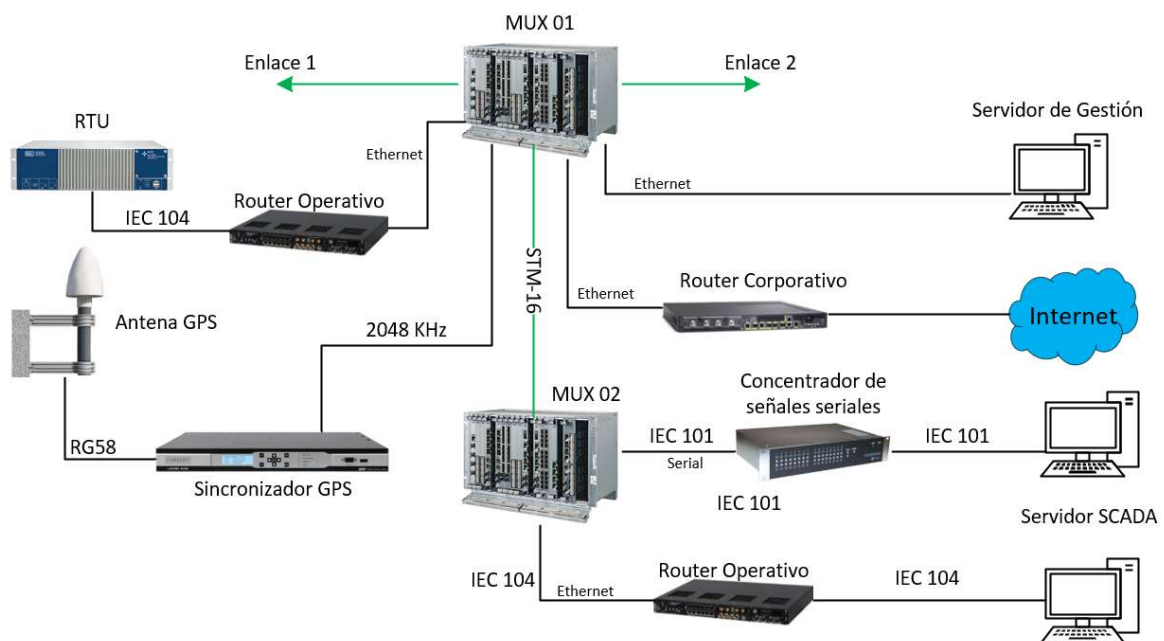 MUX 01
Enlace 1
Enlace 2
RTU
Servidor de Gestión
Ethernet
Ethernet
Router Operativo
IEC 104
STM-16
Router Corporativo
Ethernet
Internet
Antena GPS
2048 KHz
MUX 02
Concentrador de
señales seriales
RG58
IEC 101
IEC 101
Serial
Sincronizador GPS
IEC 101
Servidor SCADA
IEC 104
Router Operativo
IEC 104
Ethernet